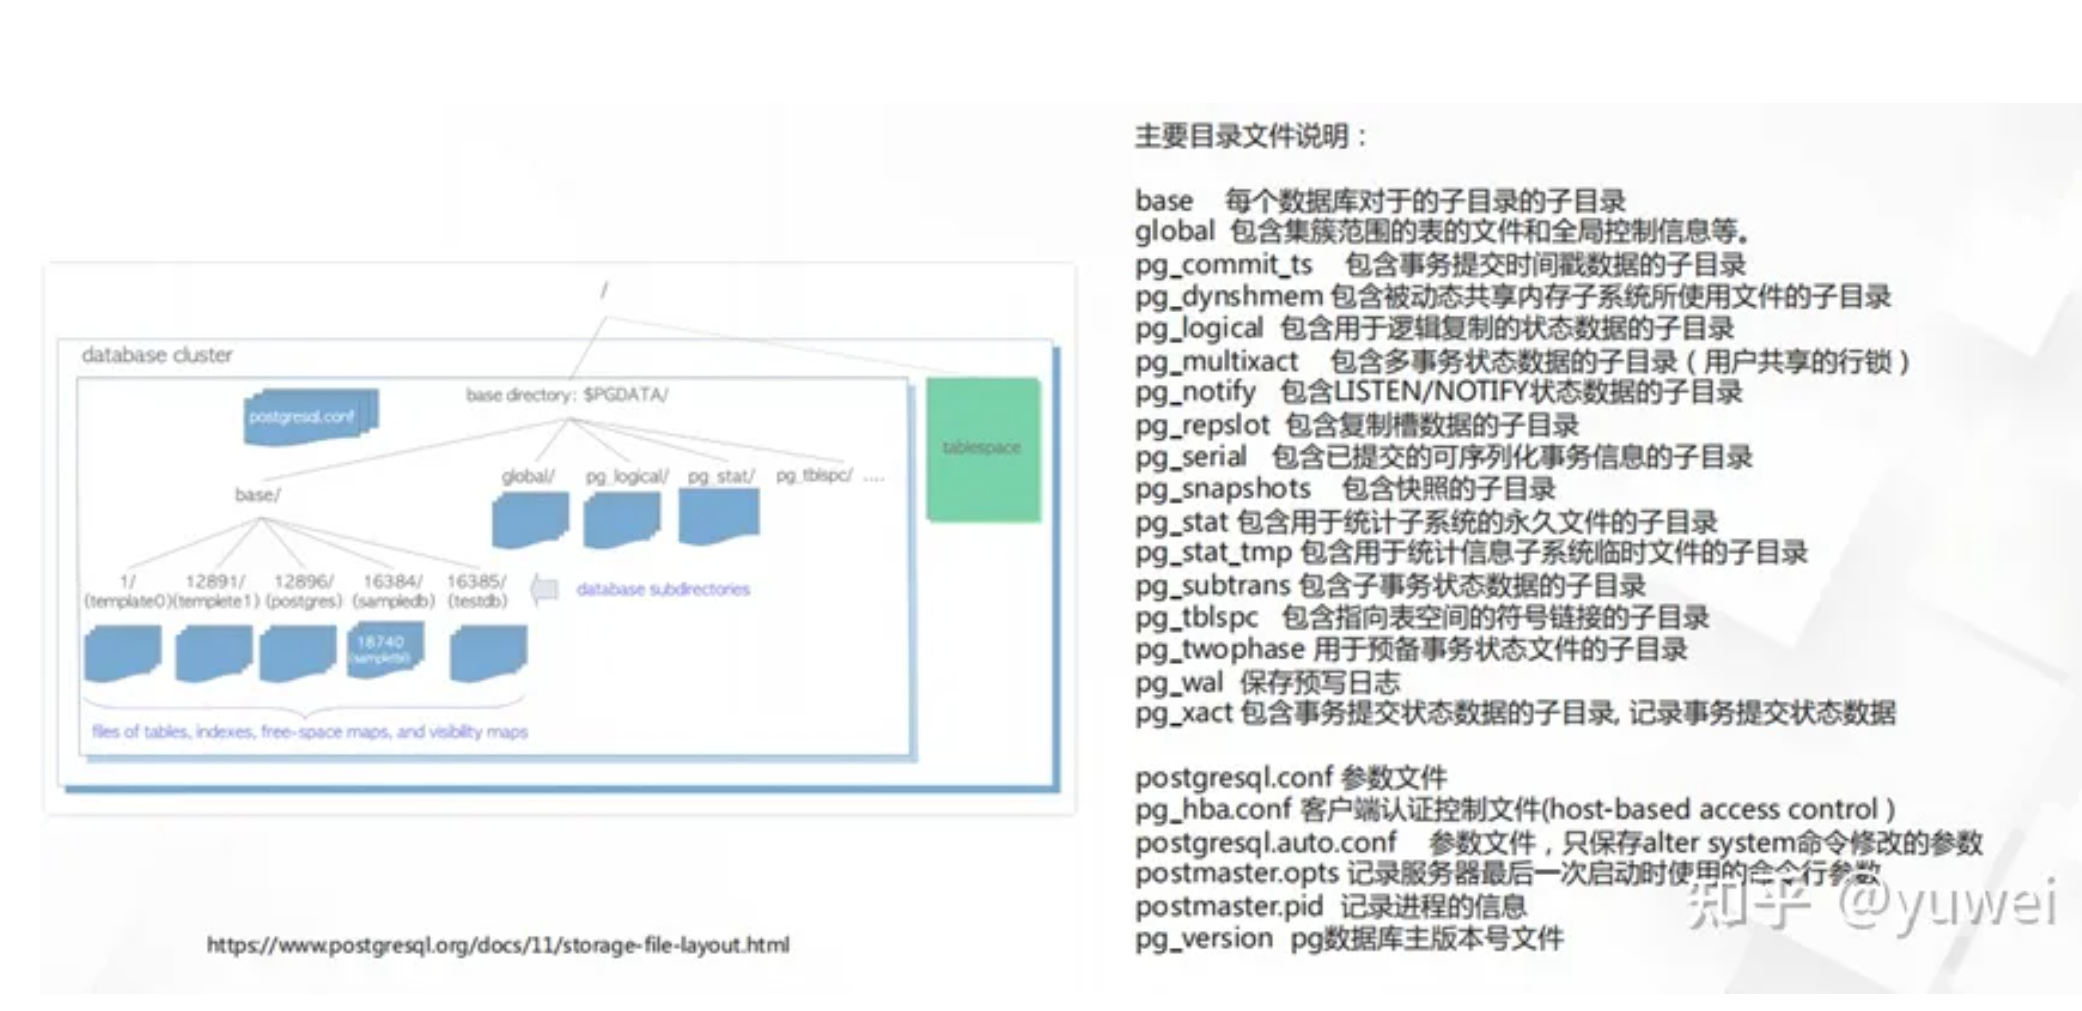 /
database cluster
postgresql.conf
base directory: $PGDATA/
tablespace
global/ pg_logical/ pg_stat/ pg_tblspc/ ....
base/
1/ 12891/ 12896/ 16384/ 16385/
(template0)(templete1) (postgres) (sampledb) (testdb)
database subdirectories
18740
files of tables, indexes, free-space maps, and visibility maps
https://www.postgresql.org/docs/11/storage-file-layout.html
主要目录文件说明：
base 每个数据库对于的子目录的子目录
global 包含集簇范围的表的文件和全局控制信息等。
pg_commit_ts 包含事务提交时间戳数据的子目录
pg_dynshmem 包含被动态共享内存子系统所使用文件的子目录
pg_logical 包含用于逻辑复制的状态数据的子目录
pg_multixact 包含多事务状态数据的子目录（用户共享的行锁）
pg_notify 包含LISTEN/NOTIFY状态数据的子目录
pg_repslot 包含复制槽数据的子目录
pg_serial 包含已提交的可序列化事务信息的子目录
pg_snapshots 包含快照的子目录
pg_stat 包含用于统计子系统的永久文件的子目录
pg_stat_tmp 包含用于统计信息子系统临时文件的子目录
pg_subtrans 包含子事务状态数据的子目录
pg_tblspc 包含指向表空间的符号链接的子目录
pg_twophase 用于预备事务状态文件的子目录
pg_wal 保存预写日志
pg_xact 包含事务提交状态数据的子目录, 记录事务提交状态数据
postgresql.conf 参数文件
pg_hba.conf 客户端认证控制文件(host-based access control）
postgresql.auto.conf 参数文件，只保存alter system命令修改的参数
postmaster.opts 记录服务器最后一次启动时使用的命令行参数
postmaster.pid 记录进程的信息
pg_version pg数据库主版本号文件
知乎 @yuwei